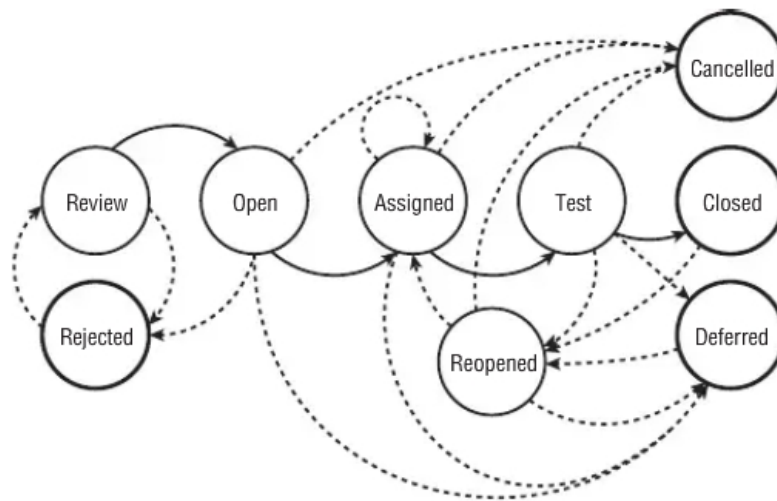 Cancelled
Review
Open
Assigned
Test
Closed
Rejected
Reopened
Deferred